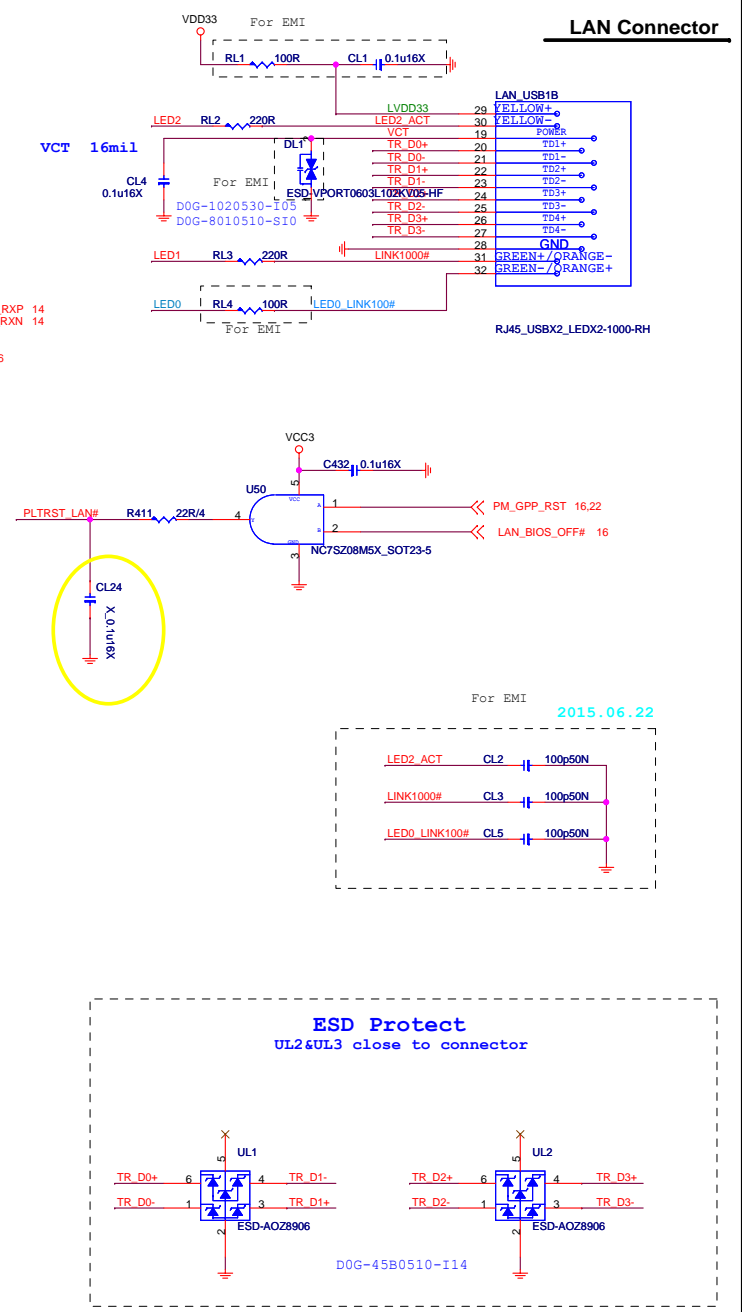 LAN Connector
VDD33
For EMI
RL1 100R
CL1 0.1u16X
LAN_USB1B
LVDD33 29 YELLOW+
LED2 RL2 220R LED2_ACT 30 YELLOW-
VCT 19 POWER
TR_D0+ 20 TD1+
TR_D0- 21 TD1-
TR_D1+ 22 TD2+
TR_D1- 23 TD2-
24 TD3+
TR_D2- 25 TD3-
TR_D3+ 26 TD4+
TR_D3- 27 TD4-
28 GND
LED1 RL3 220R LINK1000# 31 GREEN+/ORANGE-
32 GREEN-/ORANGE+
VCT 16mil
DL1
2
CL4
0.1u16X
For EMI
ESD-VPORT0603L102KV05-HF
D0G-1020530-I05
D0G-8010510-SI0
LED0 RL4 100R LED0_LINK100#
For EMI
RJ45_USBX2_LEDX2-1000-RH
RXP 14
RXN 14
6
VCC3
C432 0.1u16X
U50
5
VCC
A
1
PM_GPP_RST 16,22
PLTRST_LAN# R411 22R/4 4 Y
B
2
LAN_BIOS_OFF# 16
GND
3
NC7SZ08M5X_SOT23-5
CL24
X_0.1u16X
For EMI
2015.06.22
LED2_ACT CL2 100p50N
LINK1000# CL3 100p50N
LED0_LINK100# CL5 100p50N
ESD Protect
UL2&UL3 close to connector
5 UL1
TR_D0+ 6 4 TR_D1-
TR_D0- 1 3 TR_D1+
2 ESD-AOZ8906
5 UL2
TR_D2+ 6 4 TR_D3+
TR_D2- 1 3 TR_D3-
2 ESD-AOZ8906
D0G-45B0510-I14